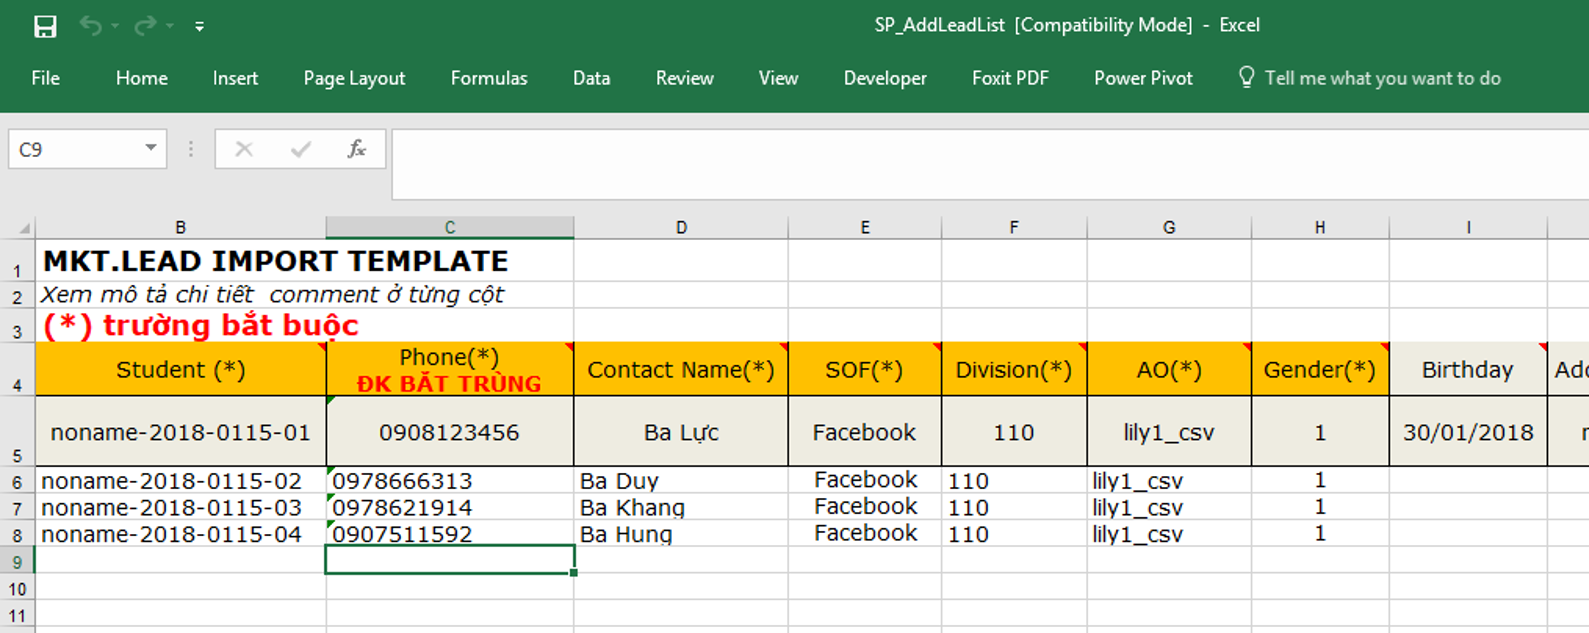 SP_AddLeadList [Compatibility Mode] - Excel
File Home Insert Page Layout Formulas Data Review View Developer Foxit PDF Power Pivot Tell me what you want to do
C9 fx
B C D E F G H I
1 MKT.LEAD IMPORT TEMPLATE
2 Xem mô tả chi tiết comment ở từng cột
3 (*) trường bắt buộc
4 Student (*) Phone(*) ĐK BẮT TRÙNG Contact Name(*) SOF(*) Division(*) AO(*) Gender(*) Birthday
5 noname-2018-0115-01 0908123456 Ba Lực Facebook 110 lily1_csv 1 30/01/2018
6 noname-2018-0115-02 0978666313 Ba Duy Facebook 110 lily1_csv 1
7 noname-2018-0115-03 0978621914 Ba Khang Facebook 110 lily1_csv 1
8 noname-2018-0115-04 0907511592 Ba Hung Facebook 110 lily1_csv 1
9
10
11